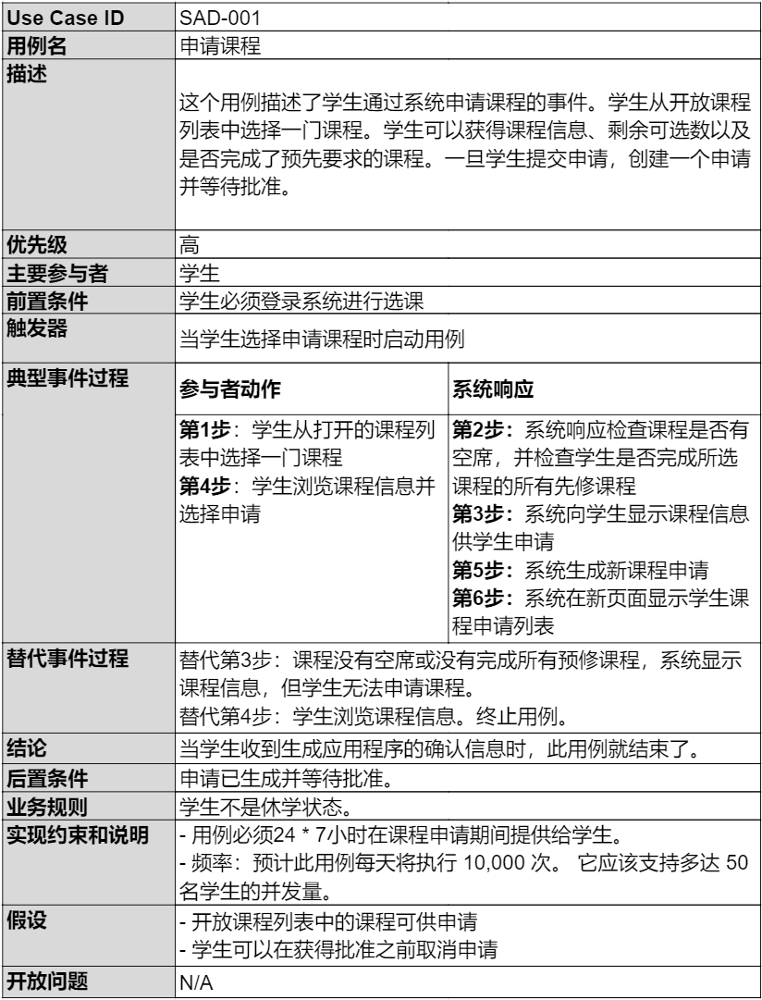 Use Case ID SAD-001
用例名 申请课程
描述
这个用例描述了学生通过系统申请课程的事件。学生从开放课程
列表中选择一门课程。学生可以获得课程信息、剩余可选数以及
是否完成了预先要求的课程。一旦学生提交申请，创建一个申请
并等待批准。
优先级 高
主要参与者 学生
前置条件 学生必须登录系统进行选课
触发器 当学生选择申请课程时启动用例
典型事件过程 参与者动作 系统响应
第1步：学生从打开的课程列
表中选择一门课程
第4步：学生浏览课程信息并
选择申请
第2步：系统响应检查课程是否有
空席，并检查学生是否完成所选
课程的所有先修课程
第3步：系统向学生显示课程信息
供学生申请
第5步：系统生成新课程申请
第6步：系统在新页面显示学生课
程申请列表
替代事件过程 替代第3步：课程没有空席或没有完成所有预修课程，系统显示
课程信息，但学生无法申请课程。
替代第4步：学生浏览课程信息。终止用例。
结论 当学生收到生成应用程序的确认信息时，此用例就结束了。
后置条件 申请已生成并等待批准。
业务规则 学生不是休学状态。
实现约束和说明 - 用例必须24 * 7小时在课程申请期间提供给学生。
- 频率：预计此用例每天将执行 10,000 次。 它应该支持多达 50
名学生的并发量。
假设 - 开放课程列表中的课程可供申请
- 学生可以在获得批准之前取消申请
开放问题 N/A